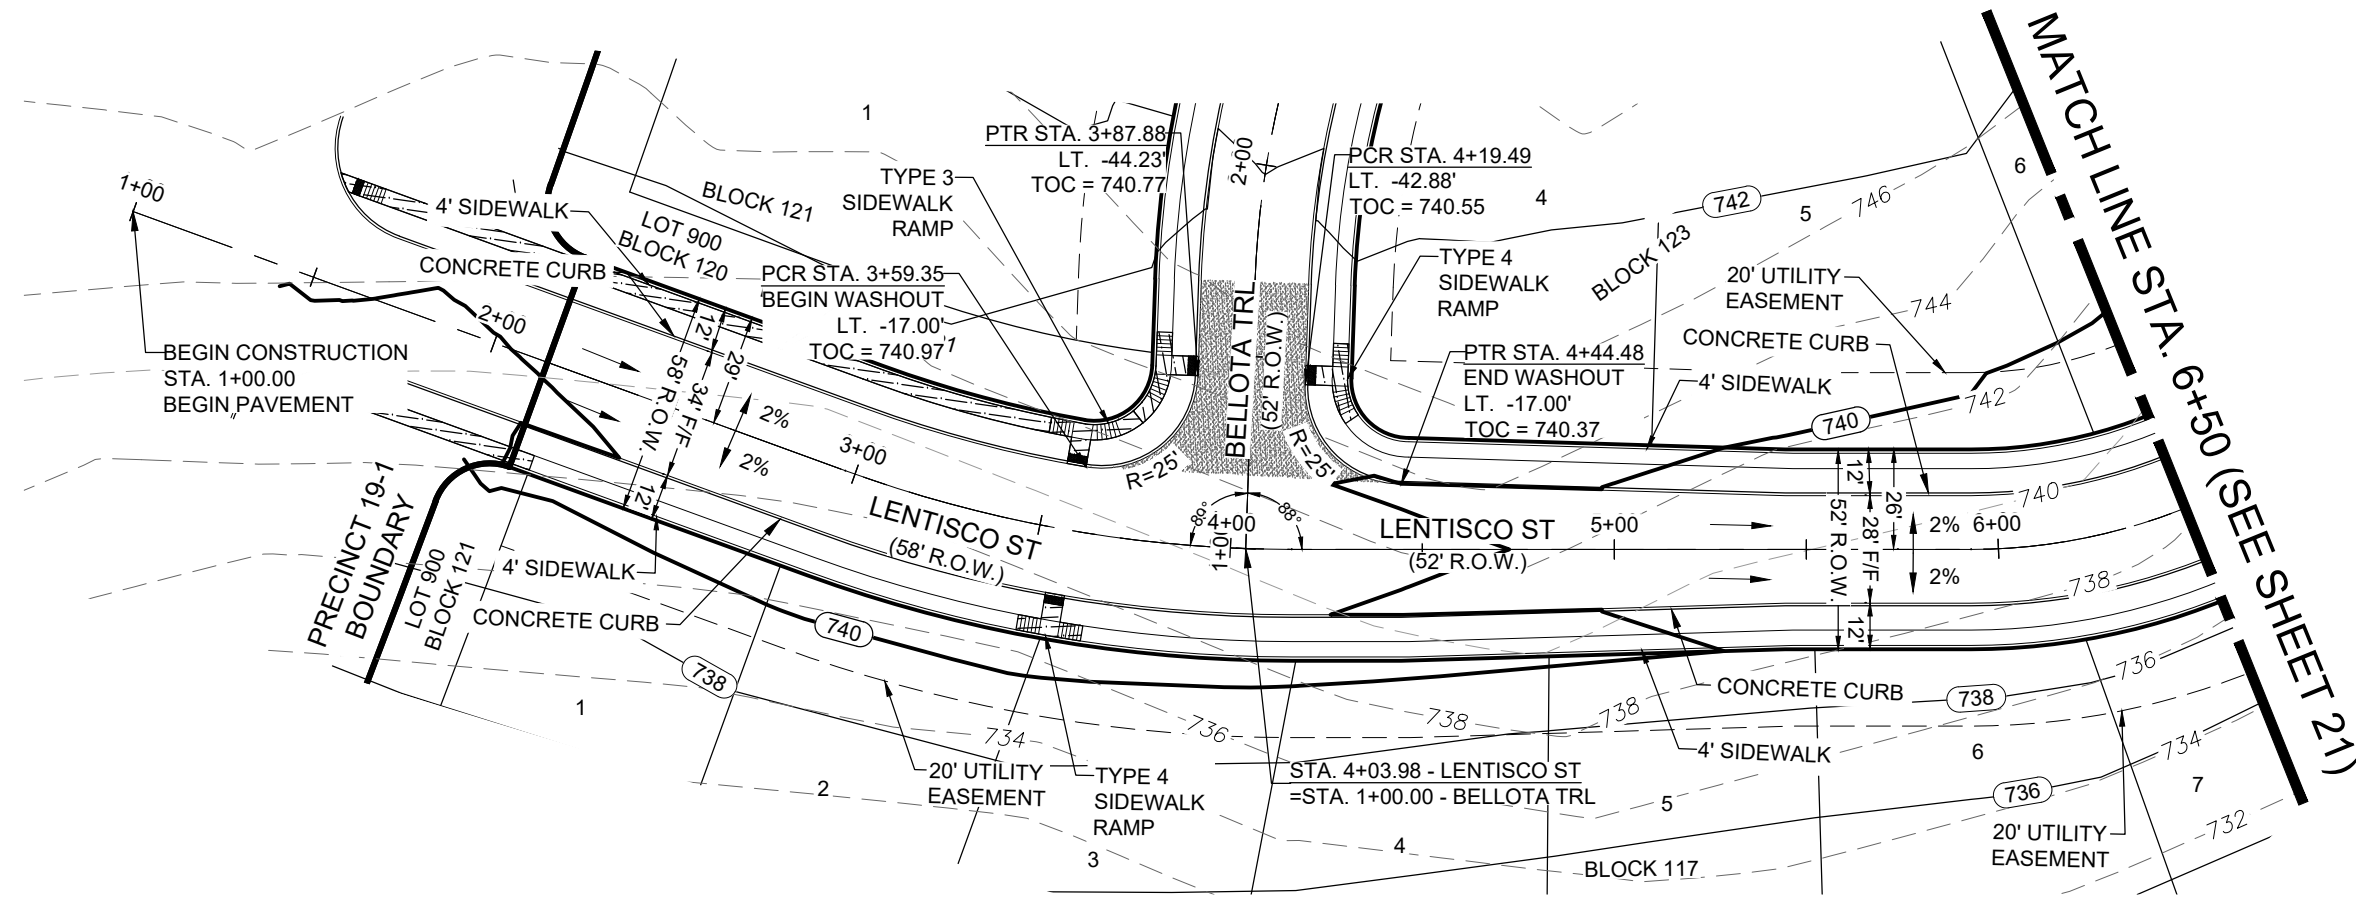 MATCH LINE STA. 6+50 (SEE SHEET 21)
1+00
BEGIN CONSTRUCTION
STA. 1+00.00
BEGIN PAVEMENT
4' SIDEWALK
CONCRETE CURB
2+00
BLOCK 121
LOT 900
BLOCK 120
1
TYPE 3
SIDEWALK
RAMP
PTR STA. 3+87.88
LT. -44.23'
TOC = 740.77
PCR STA. 3+59.35
BEGIN WASHOUT
LT. -17.00'
TOC = 740.97
1
2+00
PCR STA. 4+19.49
LT. -42.88'
TOC = 740.55
4
TYPE 4
SIDEWALK
RAMP
PTR STA. 4+44.48
END WASHOUT
LT. -17.00'
TOC = 740.37
742
5
746
6
BLOCK 123
20' UTILITY
EASEMENT
744
CONCRETE CURB
4' SIDEWALK
742
740
BELLOTA TRL
(52' R.O.W.)
R=25'
R=25'
12'
29'
58' R.O.W.
34' F/F
12'
2%
2%
3+00
LENTISCO ST
(58' R.O.W.)
89°
88°
4+00
1+00
LENTISCO ST
(52' R.O.W.)
5+00
12'
26'
52' R.O.W.
28' F/F
12'
2%
2%
6+00
740
738
PRECINCT 19-1
BOUNDARY
LOT 900
BLOCK 121
4' SIDEWALK
CONCRETE CURB
740
738
1
2
734
736
20' UTILITY
EASEMENT
TYPE 4
SIDEWALK
RAMP
3
STA. 4+03.98 - LENTISCO ST
=STA. 1+00.00 - BELLOTA TRL
738
738
4
5
BLOCK 117
CONCRETE CURB
4' SIDEWALK
738
736
6
734
736
7
732
20' UTILITY
EASEMENT